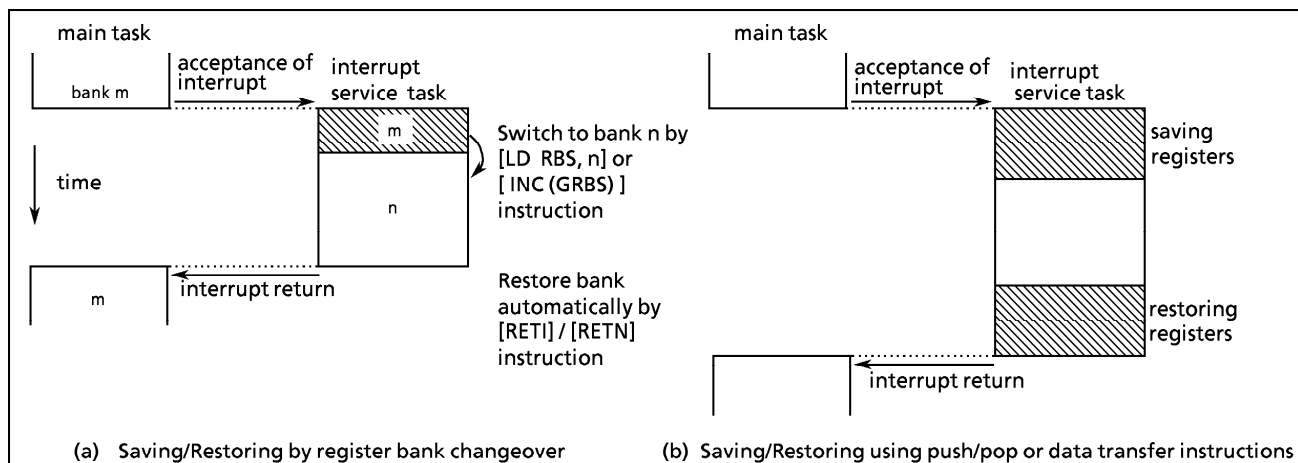 main task
acceptance of
interrupt
interrupt
service task
bank m
m
Switch to bank n by
[LD RBS, n] or
[ INC (GRBS) ]
instruction
time
n
interrupt return
m
Restore bank
automatically by
[RETI] / [RETN]
instruction
(a) Saving/Restoring by register bank changeover
main task
acceptance of
interrupt
interrupt
service task
saving
registers
restoring
registers
interrupt return
(b) Saving/Restoring using push/pop or data transfer instructions